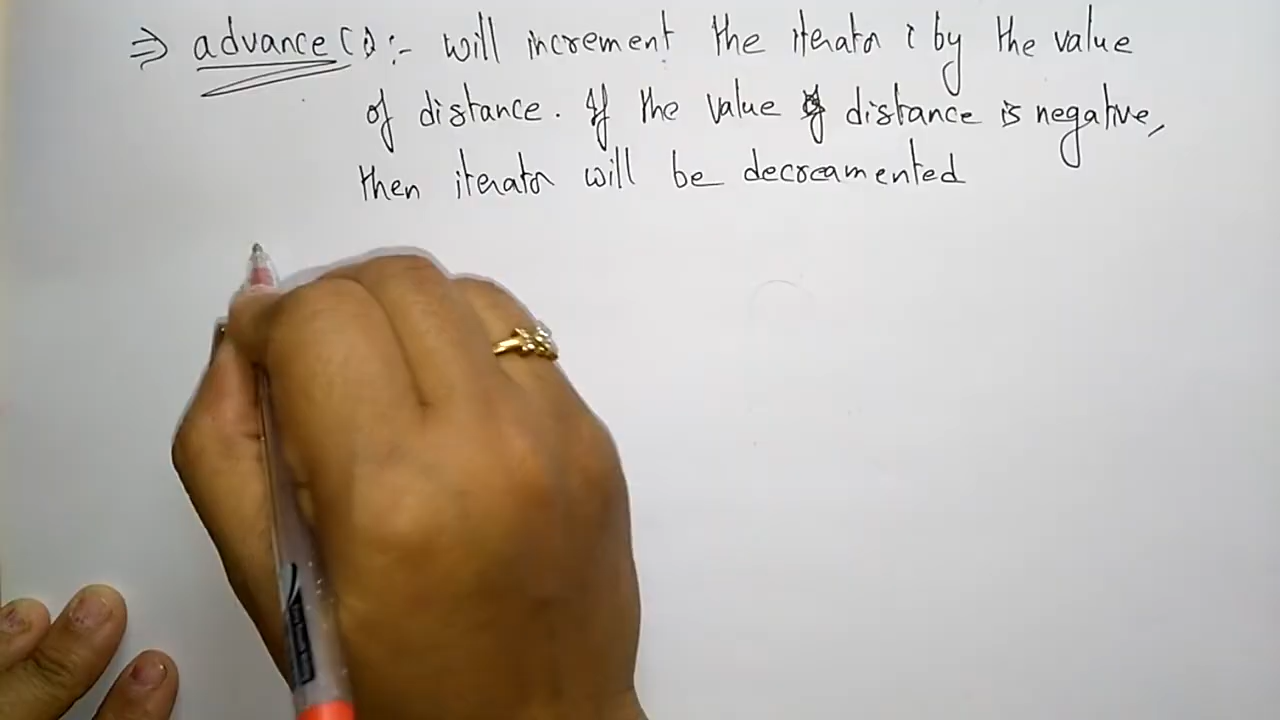 ⇒ advance():- will increment the iterator i by the value
of distance. If the value of distance is negative,
then iterator will be decreamented